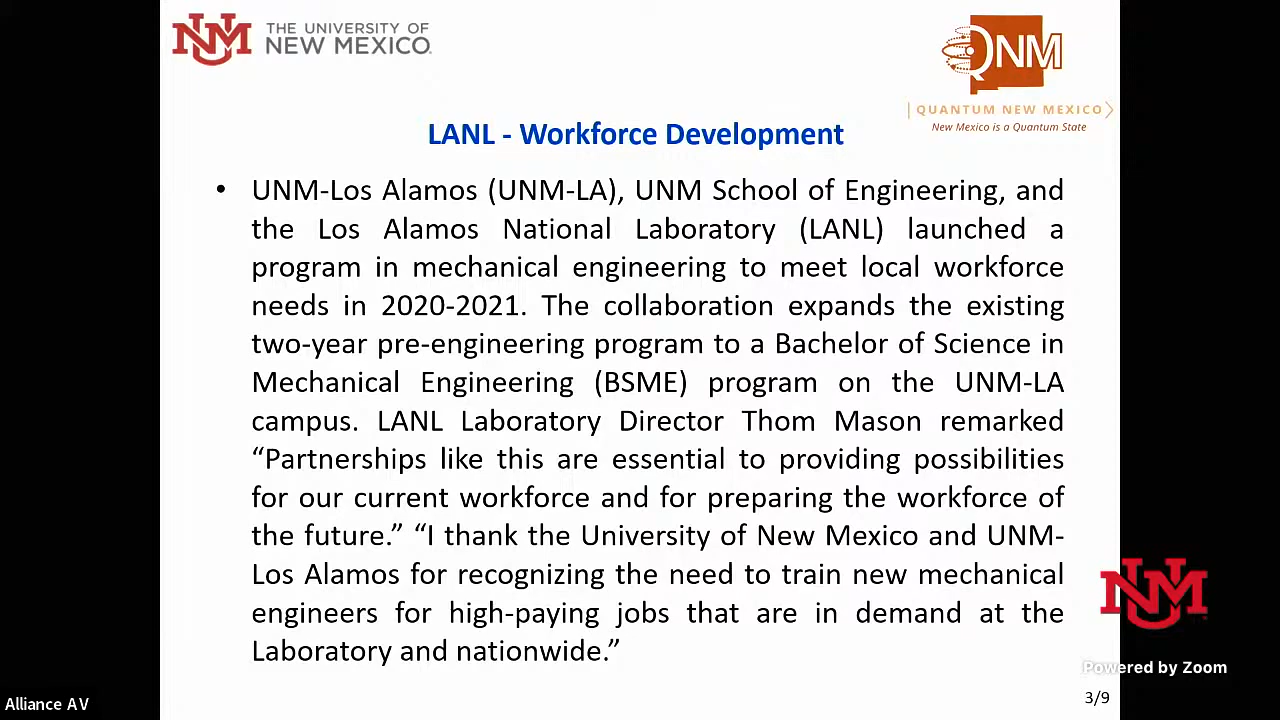 UNM THE UNIVERSITY OF
NEW MEXICO.
QNM
QUANTUM NEW MEXICO
New Mexico is a Quantum State
LANL - Workforce Development
• UNM-Los Alamos (UNM-LA), UNM School of Engineering, and
the Los Alamos National Laboratory (LANL) launched a
program in mechanical engineering to meet local workforce
needs in 2020-2021. The collaboration expands the existing
two-year pre-engineering program to a Bachelor of Science in
Mechanical Engineering (BSME) program on the UNM-LA
campus. LANL Laboratory Director Thom Mason remarked
“Partnerships like this are essential to providing possibilities
for our current workforce and for preparing the workforce of
the future.” “I thank the University of New Mexico and UNM-
Los Alamos for recognizing the need to train new mechanical
engineers for high-paying jobs that are in demand at the
Laboratory and nationwide.”
UNM
Powered by Zoom
3/9
Alliance AV